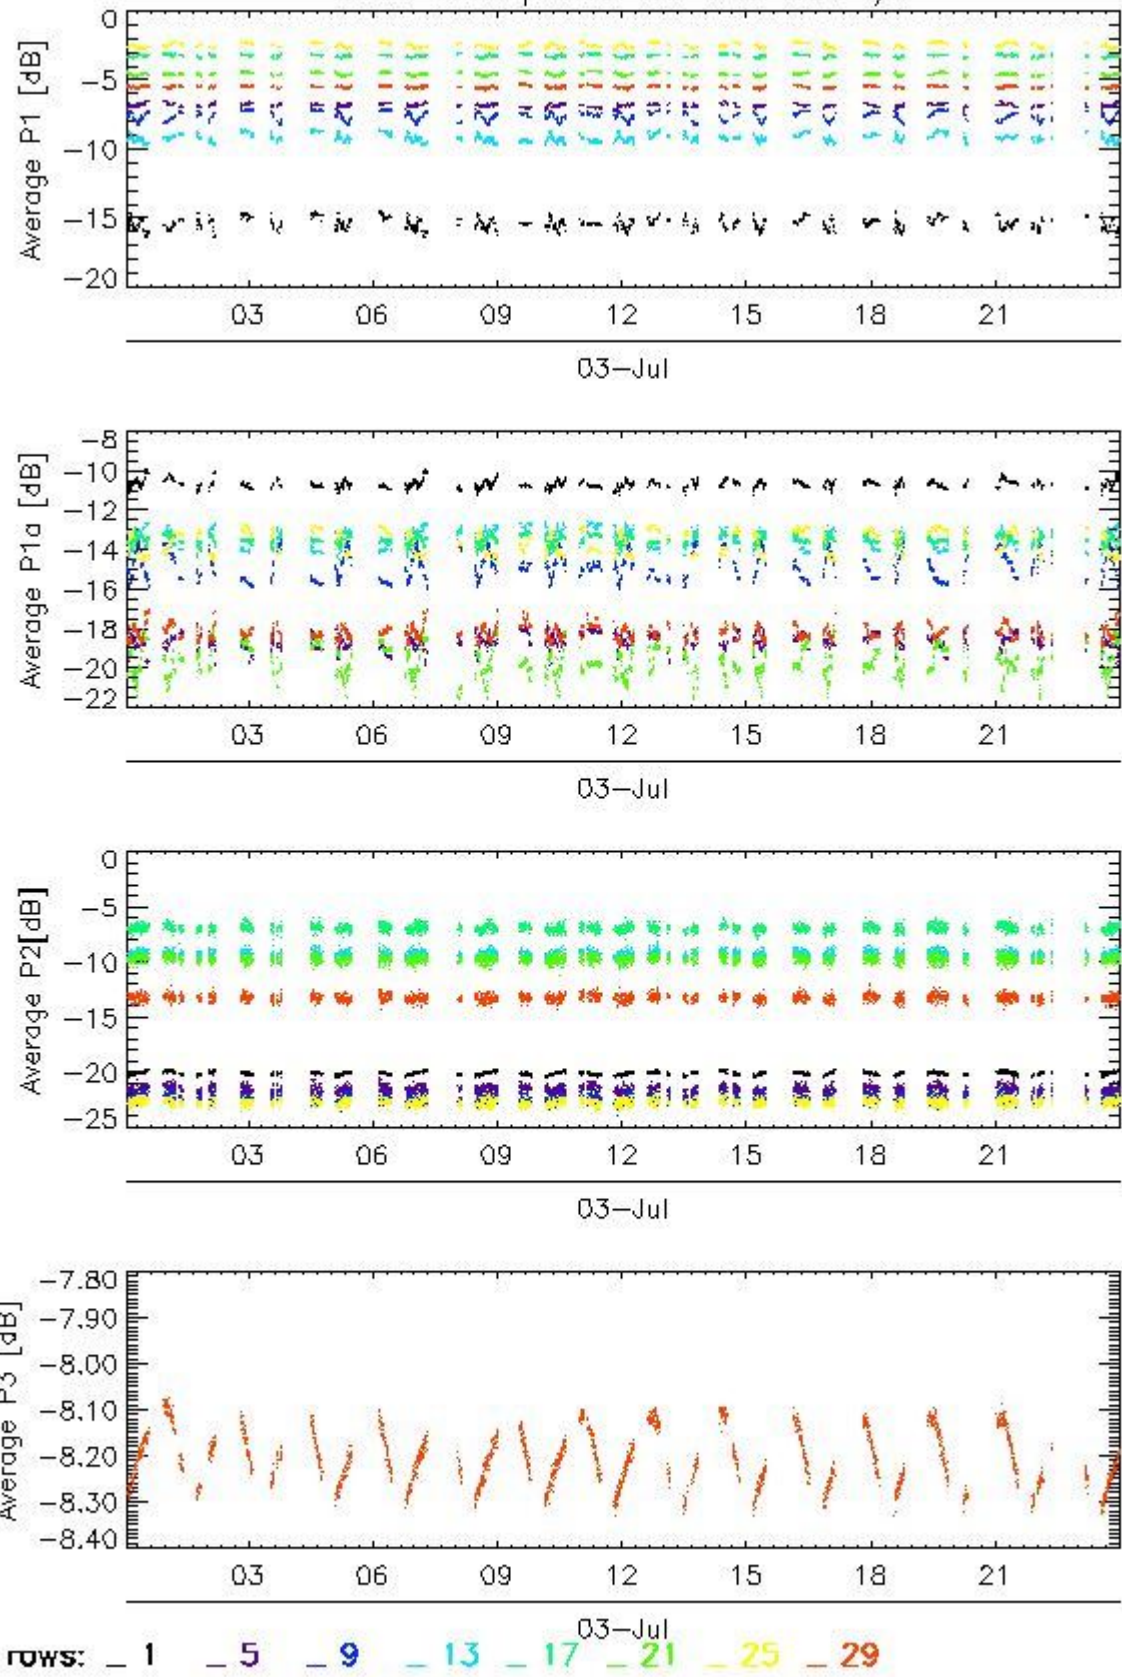 0
−5
−10
−15
−20
Average P1 [dB]
03 06 09 12 15 18 21
03−Jul
−8
−10
−12
−14
−16
−18
−20
−22
Average P1a [dB]
03 06 09 12 15 18 21
03−Jul
0
−5
−10
−15
−20
−25
Average P2[dB]
03 06 09 12 15 18 21
03−Jul
−7.80
−7.90
−8.00
−8.10
−8.20
−8.30
−8.40
Average P3 [dB]
03 06 09 12 15 18 21
03−Jul
rows: _ 1 _ 5 _ 9 _ 13 _ 17 _ 21 _ 25 _ 29